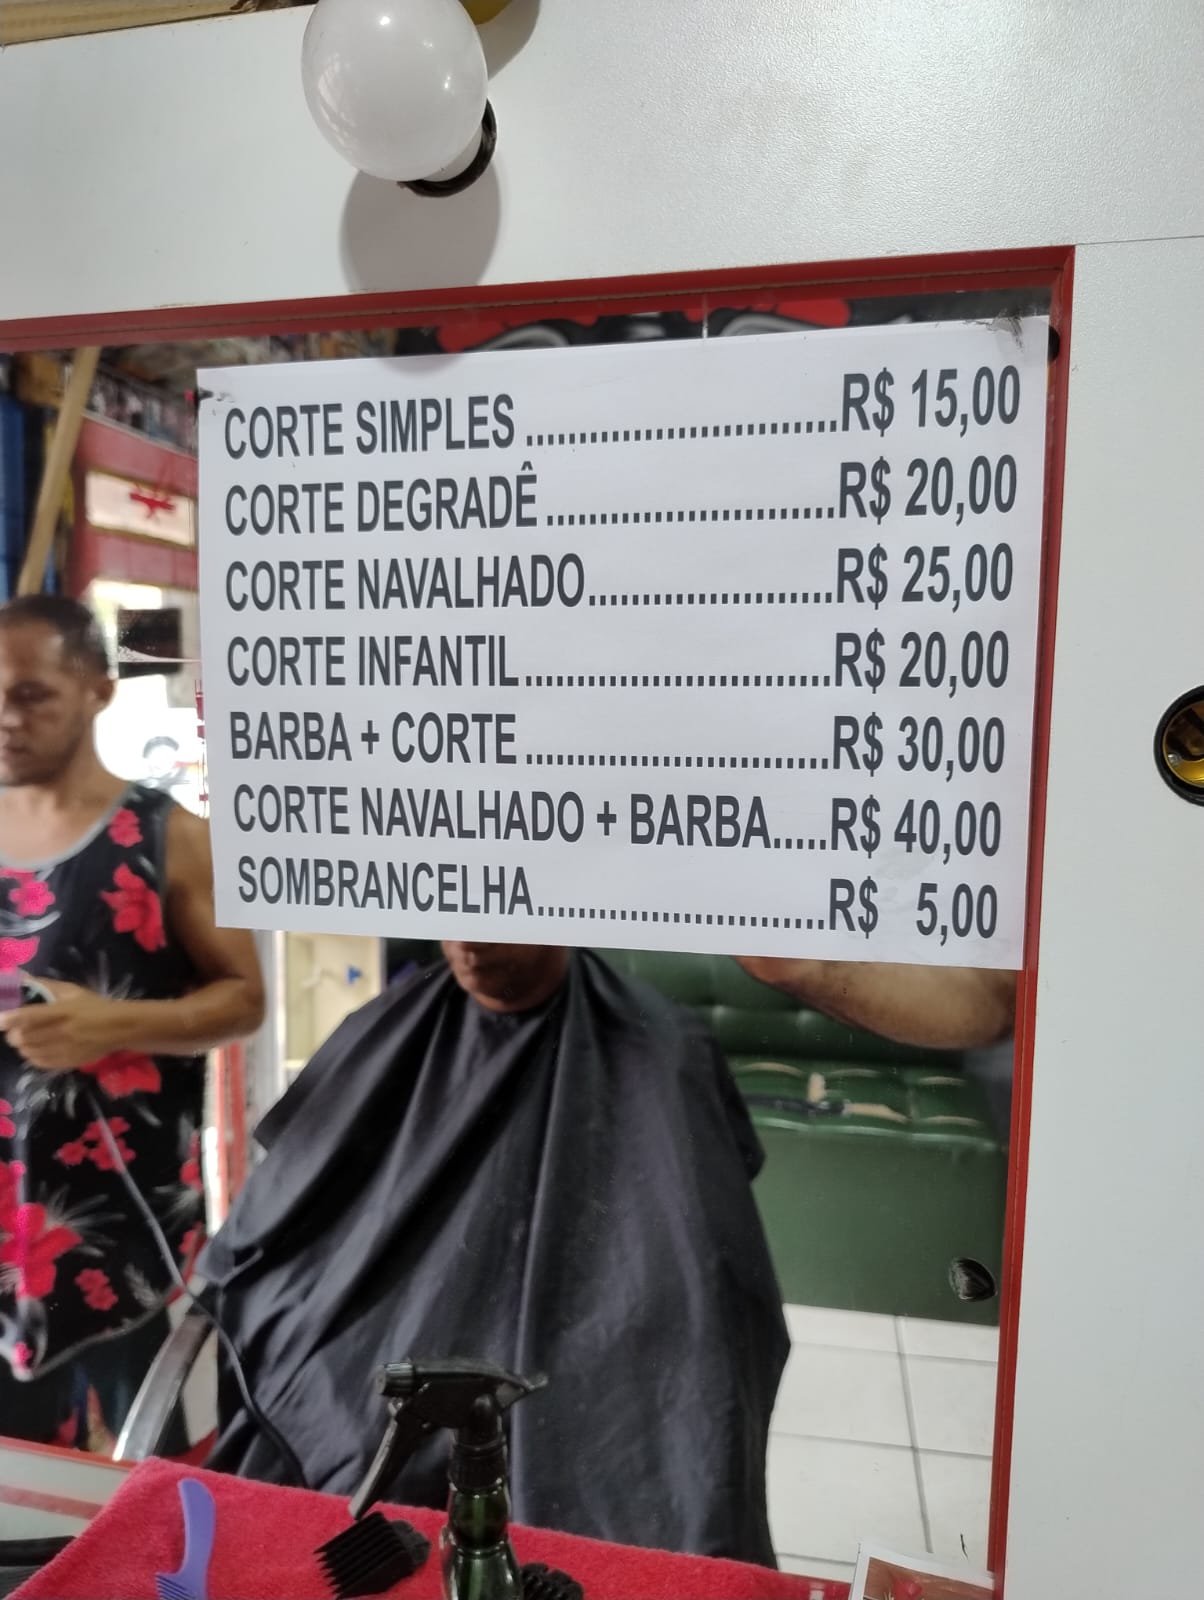 CORTE SIMPLES ............................R$ 15,00
CORTE DEGRADÊ ..........................R$ 20,00
CORTE NAVALHADO......................R$ 25,00
CORTE INFANTIL............................R$ 20,00
BARBA + CORTE ............................R$ 30,00
CORTE NAVALHADO + BARBA.....R$ 40,00
SOMBRANCELHA..........................R$ 5,00